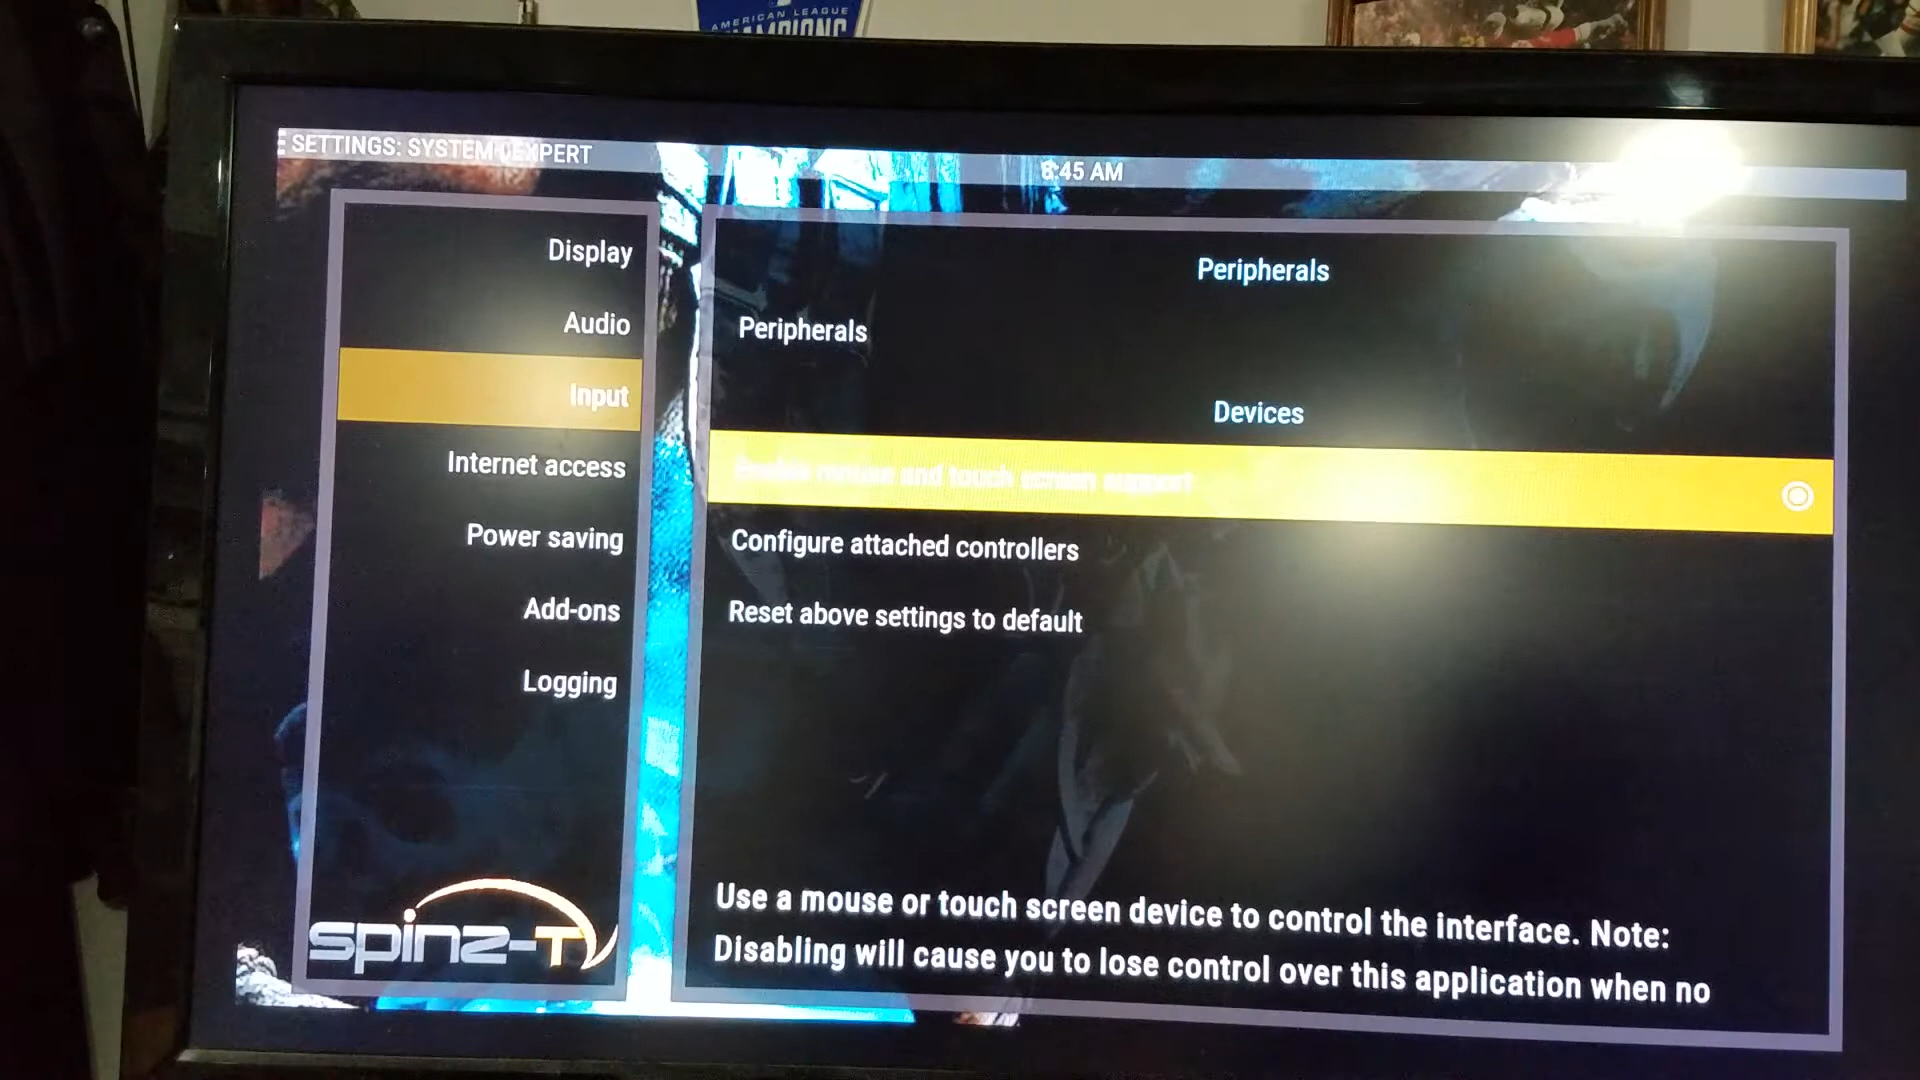 AMERICAN LEAGUE
CHAMPIONS
SETTINGS: SYSTEM - EXPERT
8:45 AM
Display
Audio
Input
Internet access
Power saving
Add-ons
Logging
spinz-TV
Peripherals
Peripherals
Devices
Enable mouse and touch screen support
Configure attached controllers
Reset above settings to default
Use a mouse or touch screen device to control the interface. Note:
Disabling will cause you to lose control over this application when no